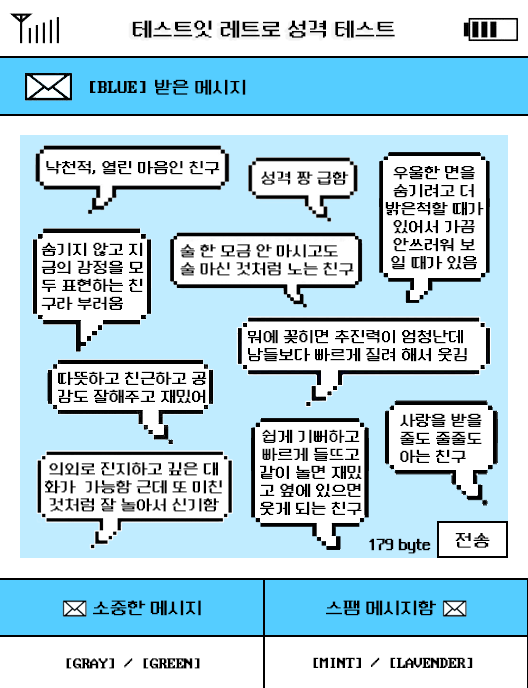 테스트잇 레트로 성격 테스트
[BLUE] 받은 메시지
낙천적, 열린 마음인 친구
성격 짱 급함
우울한 면을
숨기려고 더
밝은척할 때가
있어서 가끔
안쓰러워 보
일 때가 있음
숨기지 않고 지
금의 감정을 모
두 표현하는 친
구라 부러움
술 한 모금 안 마시고도
술 마신 것처럼 노는 친구
뭐에 꽂히면 추진력이 엄청난데
남들보다 빠르게 질려 해서 웃김
따뜻하고 친근하고 공
감도 잘해주고 재밌어
사랑을 받을
줄도 줄줄도
아는 친구
쉽게 기뻐하고
빠르게 들뜨고
같이 놀면 재밌
고 옆에 있으면
웃게 되는 친구
의외로 진지하고 깊은 대
화가 가능함 근데 또 미친
것처럼 잘 놀아서 신기함
179 byte
전송
소중한 메시지
스팸 메시지함
[GRAY] / [GREEN]
[MINT] / [LAVENDER]